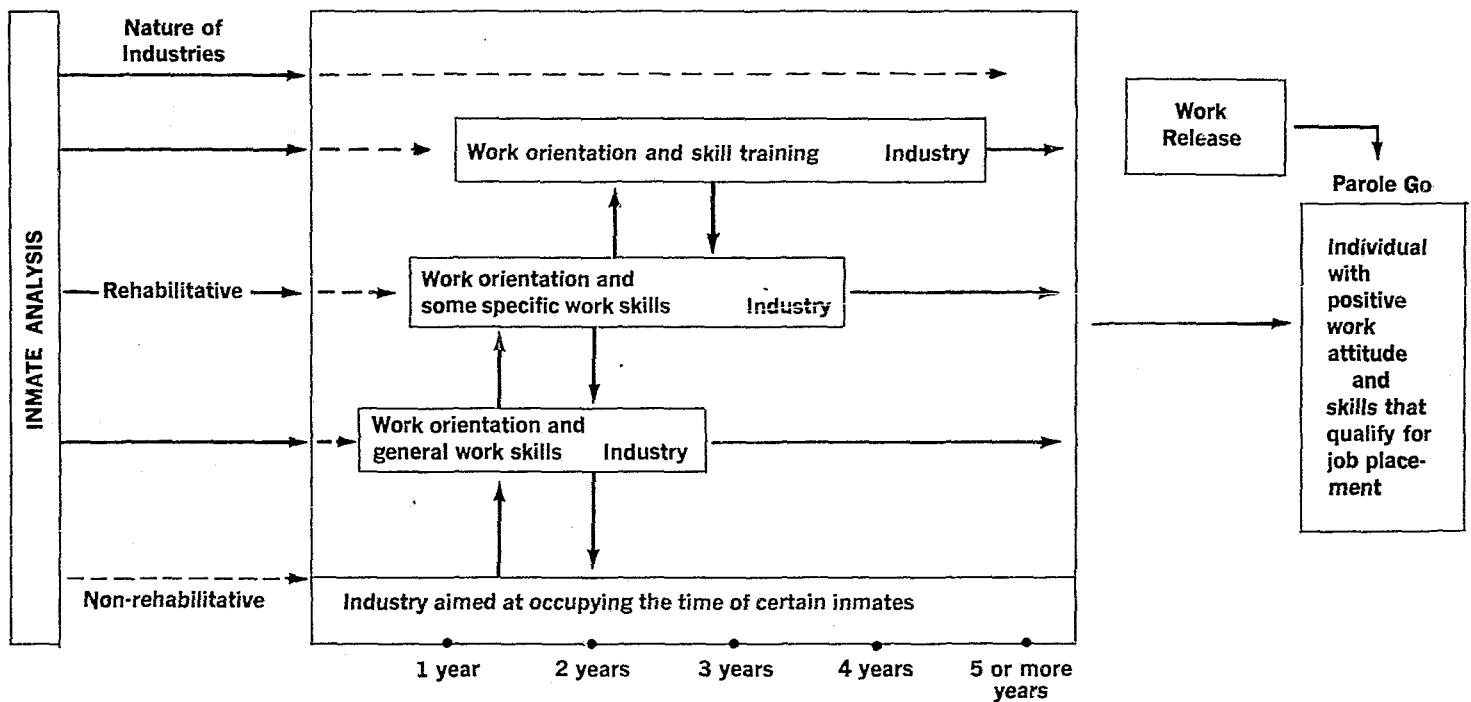 Nature of
Industries
Work
Release
Work orientation and skill training Industry
Parole Go
INMATE ANALYSIS
Rehabilitative
Work orientation and
some specific work skills Industry
Individual
with
positive
work
attitude
and
skills that
qualify for
job place-
ment
Work orientation and
general work skills Industry
Non-rehabilitative
Industry aimed at occupying the time of certain inmates
1 year 2 years 3 years 4 years 5 or more
years